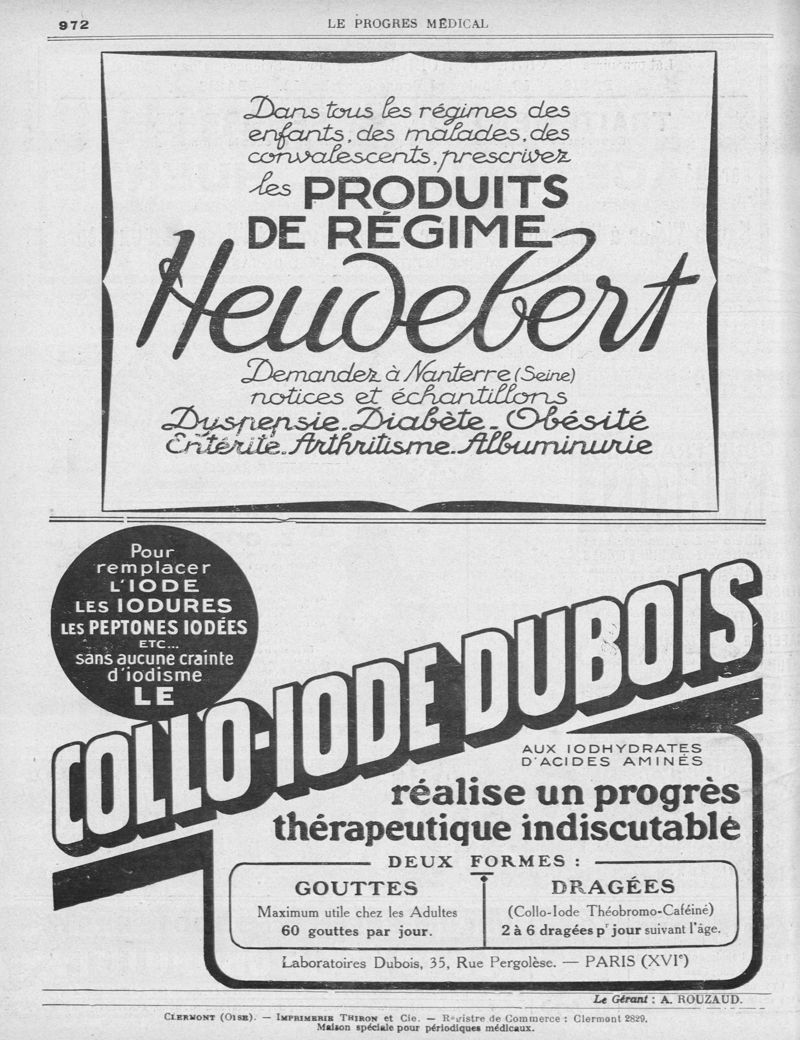 972
LE PROGRES MÉDICAL
Dans tous les régimes des
enfants, des malades, des
convalescents, prescrivez
les PRODUITS
DE RÉGIME
Heudebert
Demandez à Nanterre (Seine)
notices et échantillons
Dyspepsie - Diabète - Obésité
Entérite - Arthritisme - Albuminurie
Pour
remplacer
L'IODE
LES IODURES
LES PEPTONES IODÉES
ETC...
sans aucune crainte
d'iodisme
LE
COLLO-IODE DUBOIS
AUX IODHYDRATES
D'ACIDES AMINÉS
réalise un progrès
thérapeutique indiscutable
DEUX FORMES :
GOUTTES
Maximum utile chez les Adultes
60 gouttes par jour.
DRAGÉES
(Collo-Iode Théobromo-Caféiné)
2 à 6 dragées pr jour suivant l'âge.
Laboratoires Dubois, 35, Rue Pergolèse. — PARIS (XVIe)
Le Gérant : A. ROUZAUD.
CLERMONT (OISE). — IMPRIMERIE THIRON et Cie. — Registre de Commerce : Clermont 2829.
Maison spéciale pour périodiques médicaux.